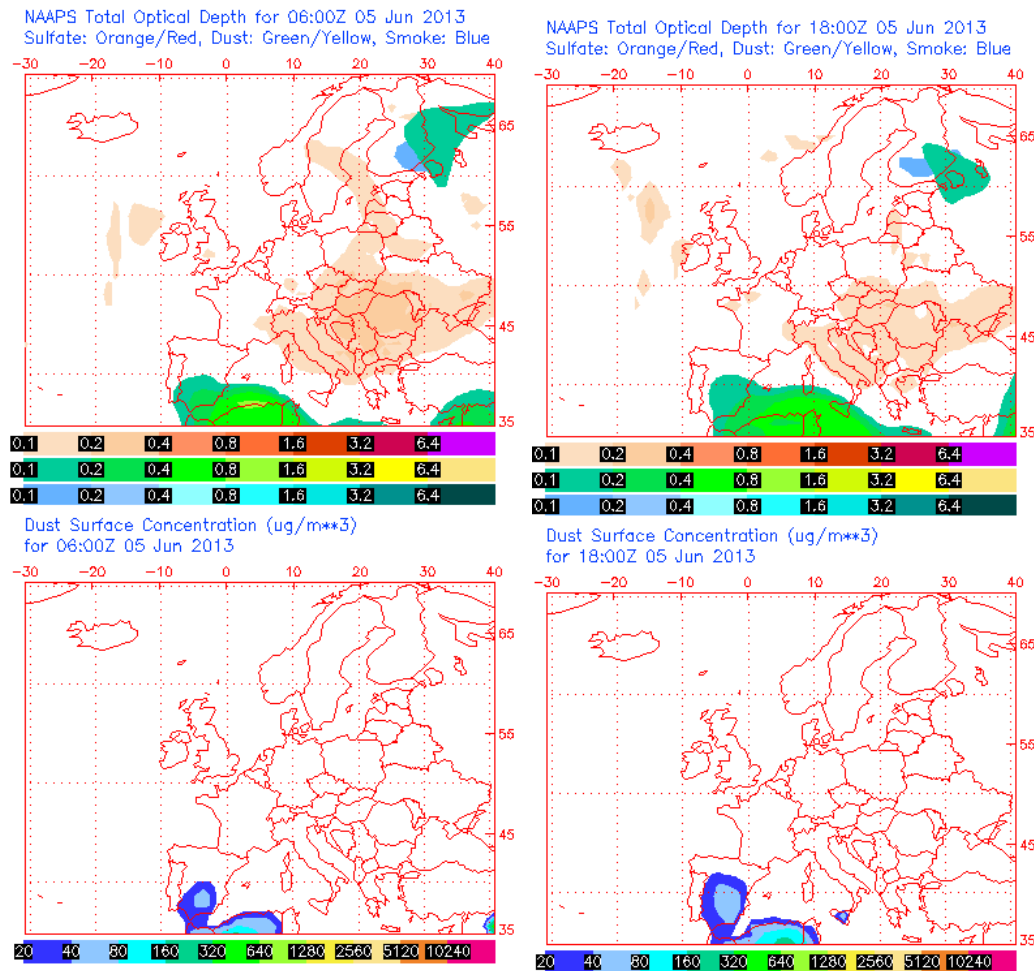 NAAPS Total Optical Depth for 06:00Z 05 Jun 2013
Sulfate: Orange/Red, Dust: Green/Yellow, Smoke: Blue
-30 -20 -10 0 10 20 30 40
65
55
45
35
0.1 0.2 0.4 0.8 1.6 3.2 6.4
0.1 0.2 0.4 0.8 1.6 3.2 6.4
0.1 0.2 0.4 0.8 1.6 3.2 6.4
NAAPS Total Optical Depth for 18:00Z 05 Jun 2013
Sulfate: Orange/Red, Dust: Green/Yellow, Smoke: Blue
-30 -20 -10 0 10 20 30 40
65
55
45
35
0.1 0.2 0.4 0.8 1.6 3.2 6.4
0.1 0.2 0.4 0.8 1.6 3.2 6.4
0.1 0.2 0.4 0.8 1.6 3.2 6.4
Dust Surface Concentration (ug/m**3)
for 06:00Z 05 Jun 2013
-30 -20 -10 0 10 20 30 40
65
55
45
35
20 40 80 160 320 640 1280 2560 5120 10240
Dust Surface Concentration (ug/m**3)
for 18:00Z 05 Jun 2013
-30 -20 -10 0 10 20 30 40
65
55
45
35
20 40 80 160 320 640 1280 2560 5120 10240